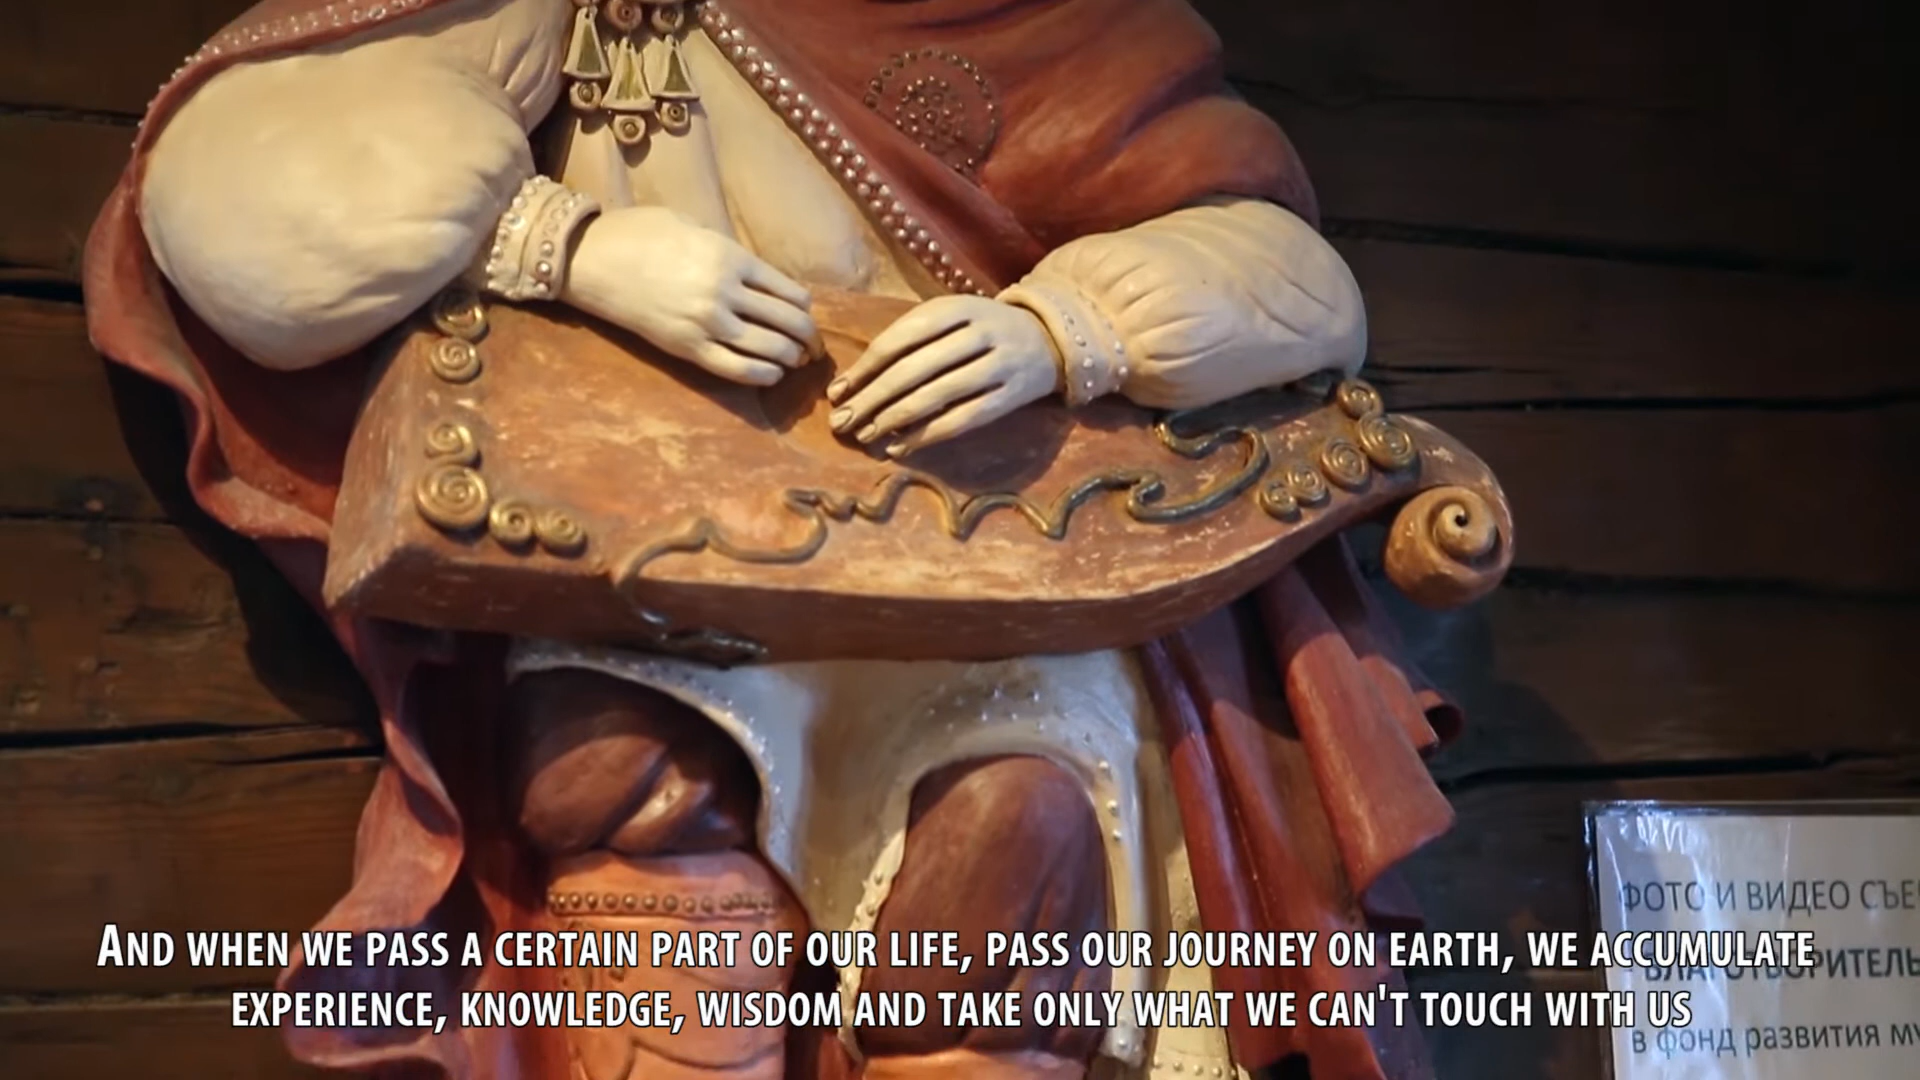 AND WHEN WE PASS A CERTAIN PART OF OUR LIFE, PASS OUR JOURNEY ON EARTH, WE ACCUMULATE
EXPERIENCE, KNOWLEDGE, WISDOM AND TAKE ONLY WHAT WE CAN'T TOUCH WITH US
ФОТО И ВИДЕО
в фонд развития